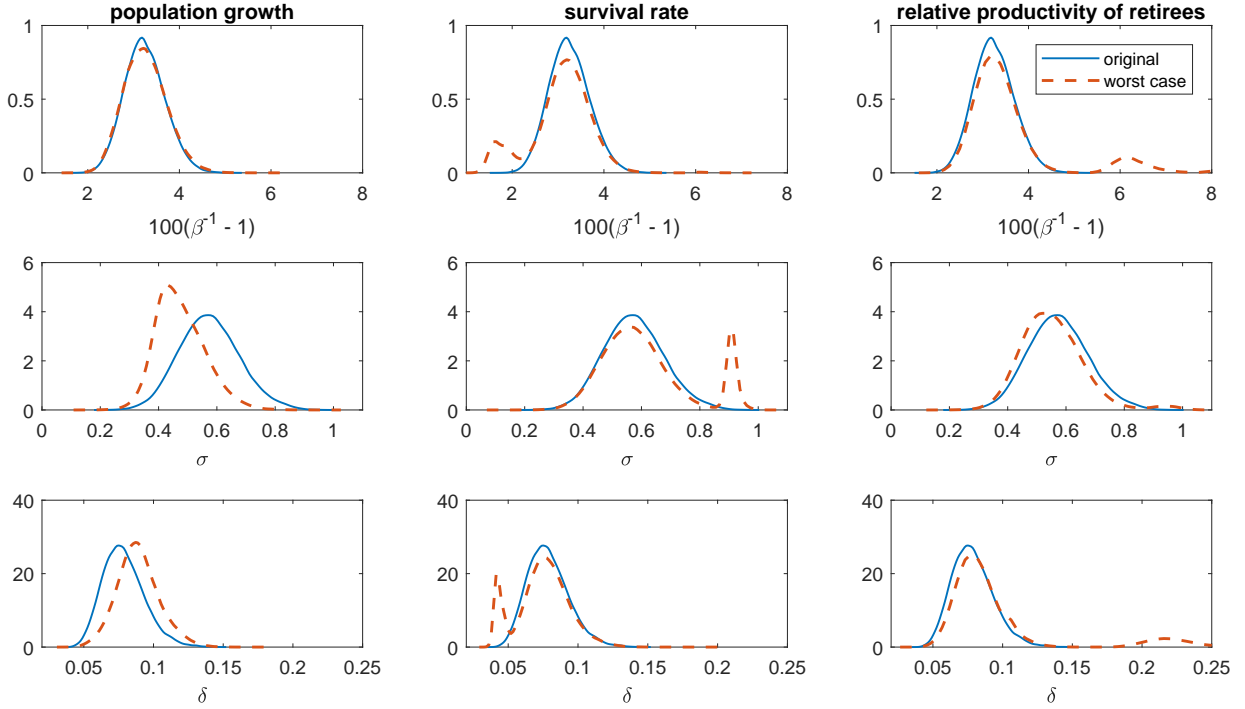 population growth
survival rate
relative productivity of retirees
1
0.5
0
2 4 6 8
100(β⁻¹ - 1)
1
0.5
0
2 4 6 8
100(β⁻¹ - 1)
1
0.5
0
2 4 6 8
100(β⁻¹ - 1)
original
worst case
6
4
2
0
0 0.2 0.4 0.6 0.8 1
σ
6
4
2
0
0 0.2 0.4 0.6 0.8 1
σ
6
4
2
0
0 0.2 0.4 0.6 0.8 1
σ
40
20
0
0.05 0.1 0.15 0.2 0.25
δ
40
20
0
0.05 0.1 0.15 0.2 0.25
δ
40
20
0
0.05 0.1 0.15 0.2 0.25
δ